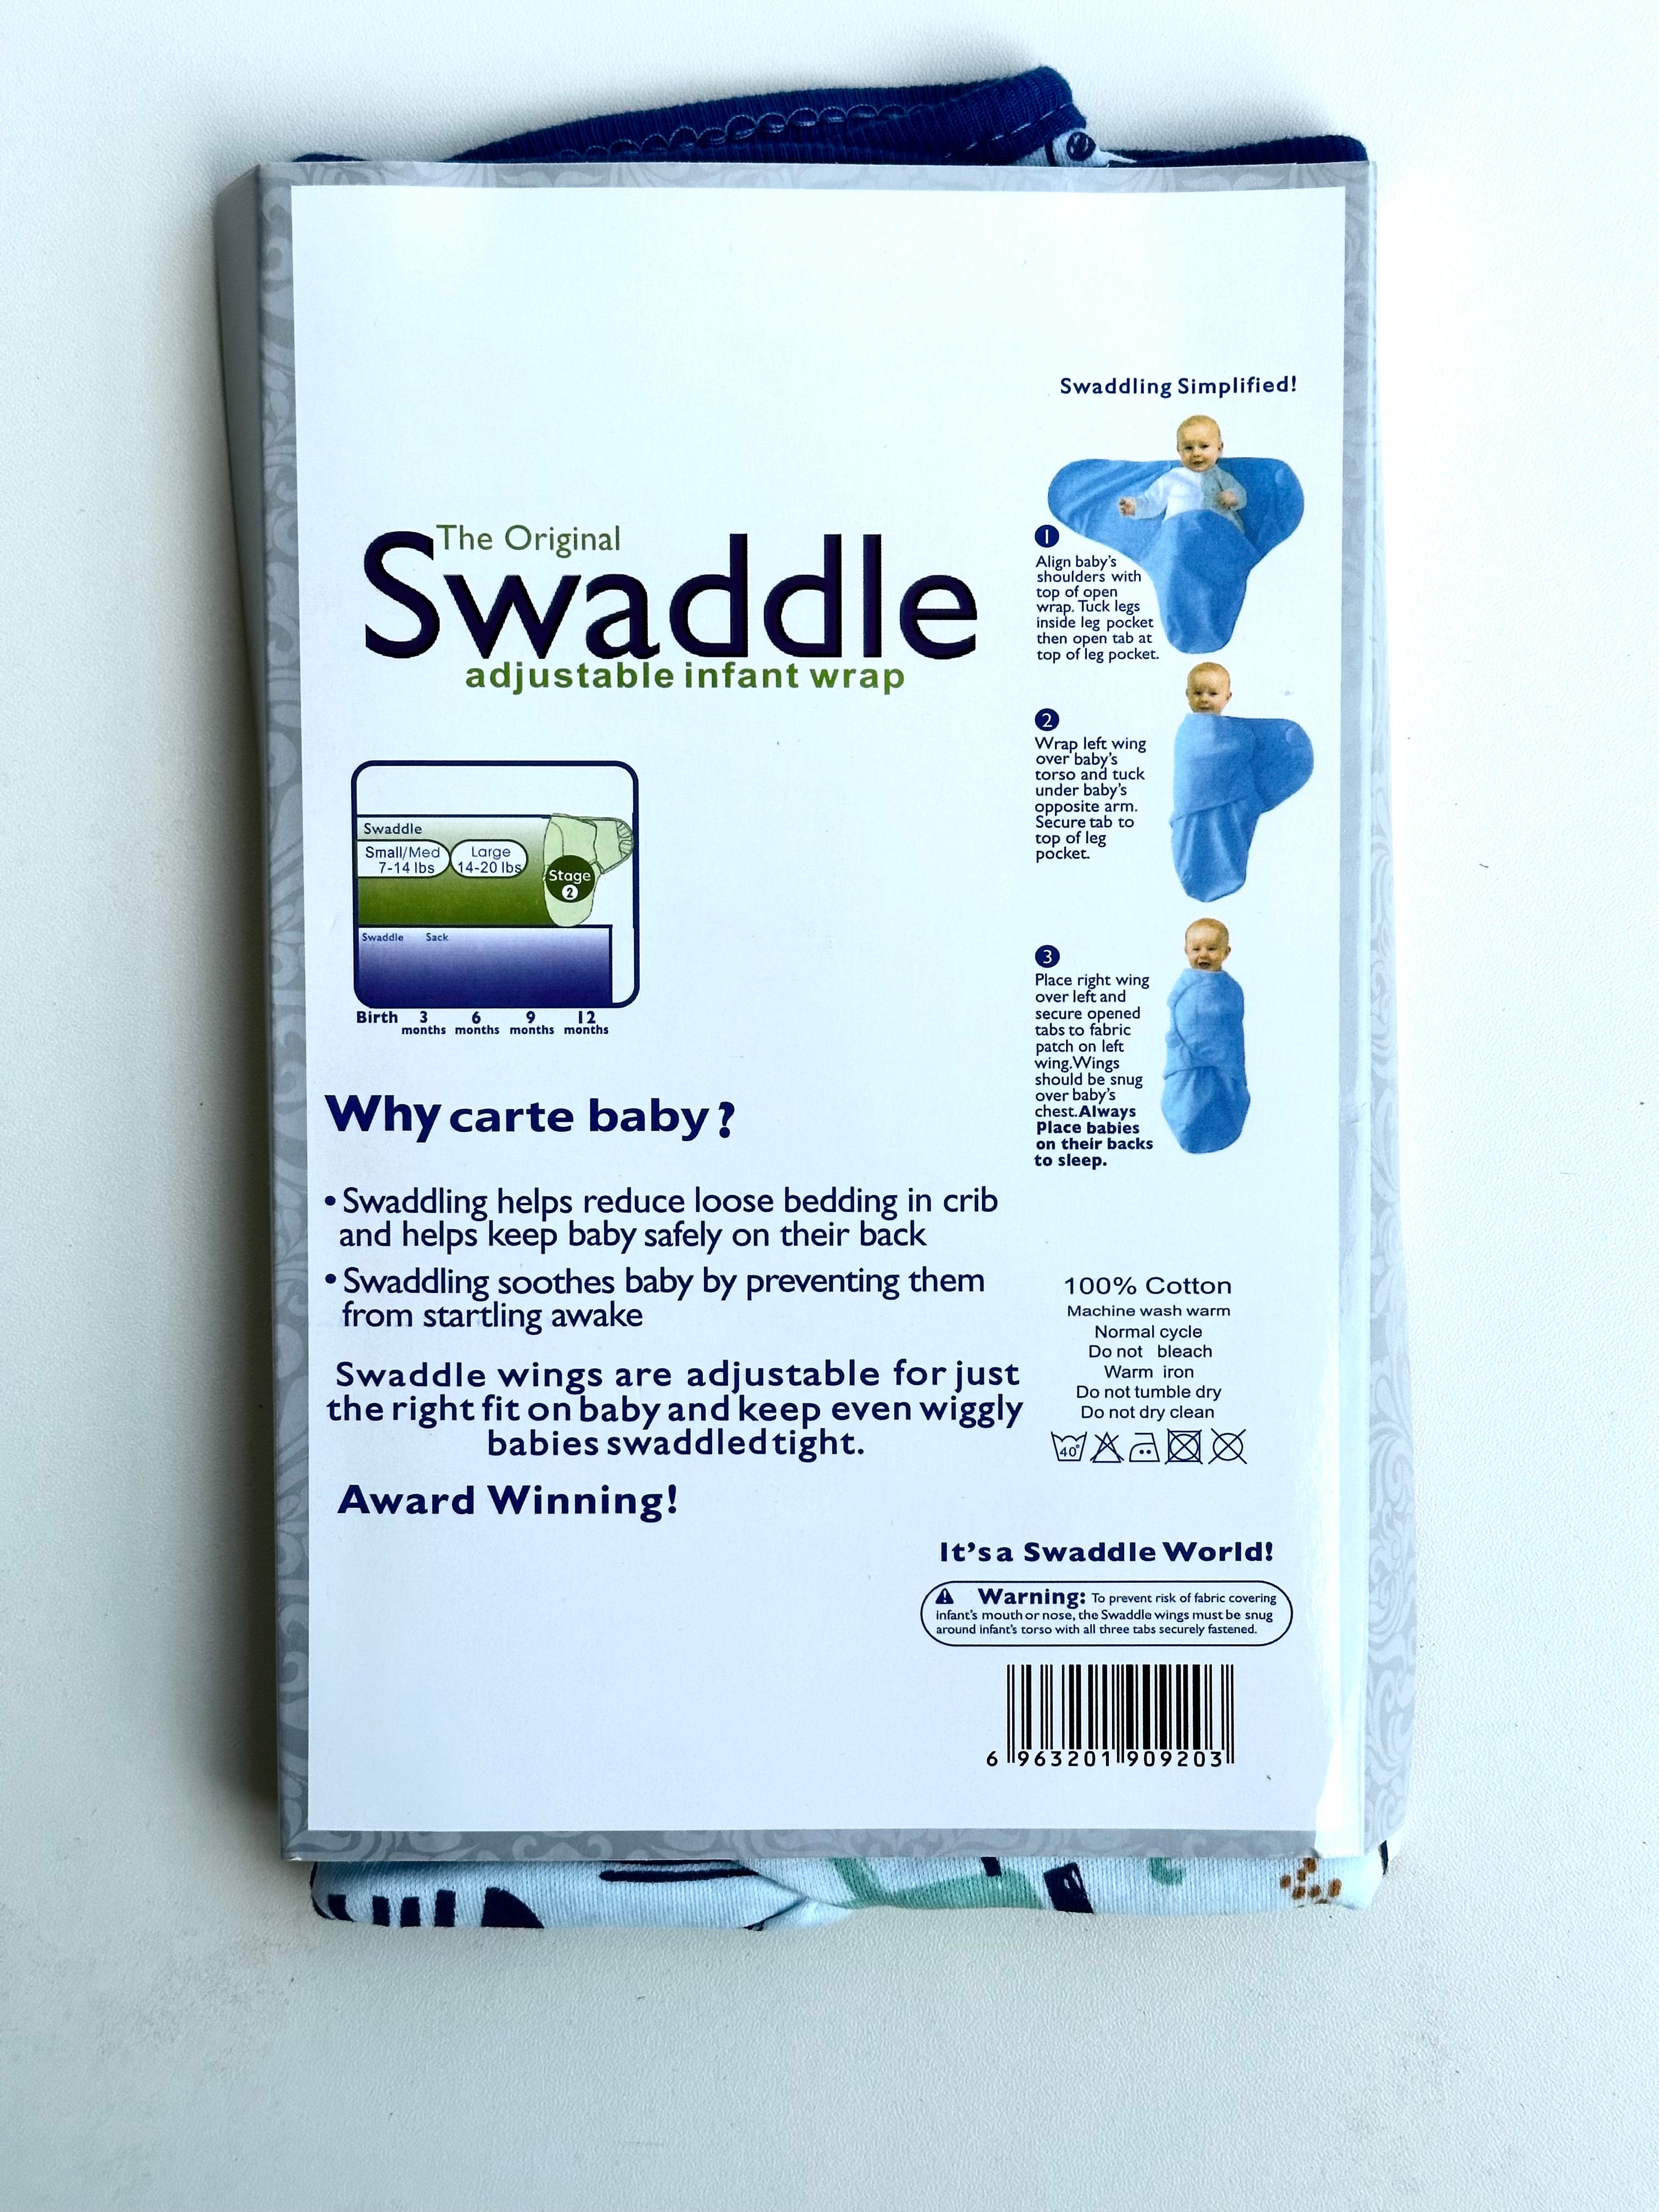 The Original
Swaddle
adjustable infant wrap
Swaddle
Small/Med
7-14 lbs
Large
14-20 lbs
Stage
2
Swaddle Sack
Birth 3 6 9 12
months months months months
Why carte baby?
• Swaddling helps reduce loose bedding in crib
and helps keep baby safely on their back
• Swaddling soothes baby by preventing them
from startling awake
Swaddle wings are adjustable for just
the right fit on baby and keep even wiggly
babies swaddled tight.
Award Winning!
Swaddling Simplified!
1
Align baby's
shoulders with
top of open
wrap. Tuck legs
inside leg pocket
then open tab at
top of leg pocket.
2
Wrap left wing
over baby's
torso and tuck
under baby's
opposite arm.
Secure tab to
top of leg
pocket.
3
Place right wing
over left and
secure opened
tabs to fabric
patch on left
wing.Wings
should be snug
over baby's
chest.Always
Place babies
on their backs
to sleep.
100% Cotton
Machine wash warm
Normal cycle
Do not bleach
Warm iron
Do not tumble dry
Do not dry clean
40°
It's a Swaddle World!
Warning: To prevent risk of fabric covering
infant's mouth or nose, the Swaddle wings must be snug
around infant's torso with all three tabs securely fastened.
6 963201 909203